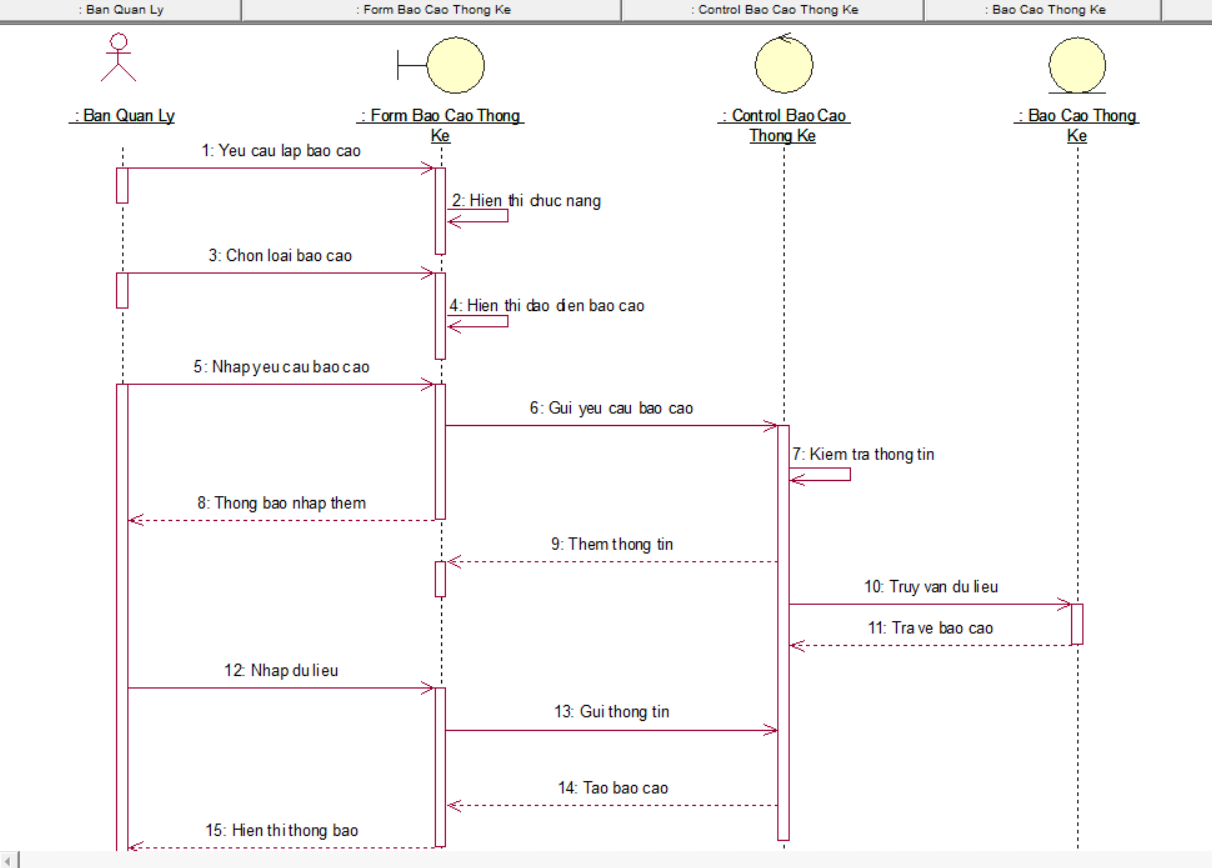 : Ban Quan Ly
: Form Bao Cao Thong Ke
: Control Bao Cao Thong Ke
: Bao Cao Thong Ke
: Ban Quan Ly
: Form Bao Cao Thong
Ke
: Control Bao Cao
Thong Ke
: Bao Cao Thong
Ke
1: Yeu cau lap bao cao
2: Hien thi chuc nang
3: Chon loai bao cao
4: Hien thi dao dien bao cao
5: Nhap yeu cau bao cao
6: Gui yeu cau bao cao
7: Kiem tra thong tin
8: Thong bao nhap them
9: Them thong tin
10: Truy van du lieu
11: Tra ve bao cao
12: Nhap du lieu
13: Gui thong tin
14: Tao bao cao
15: Hien thi thong bao